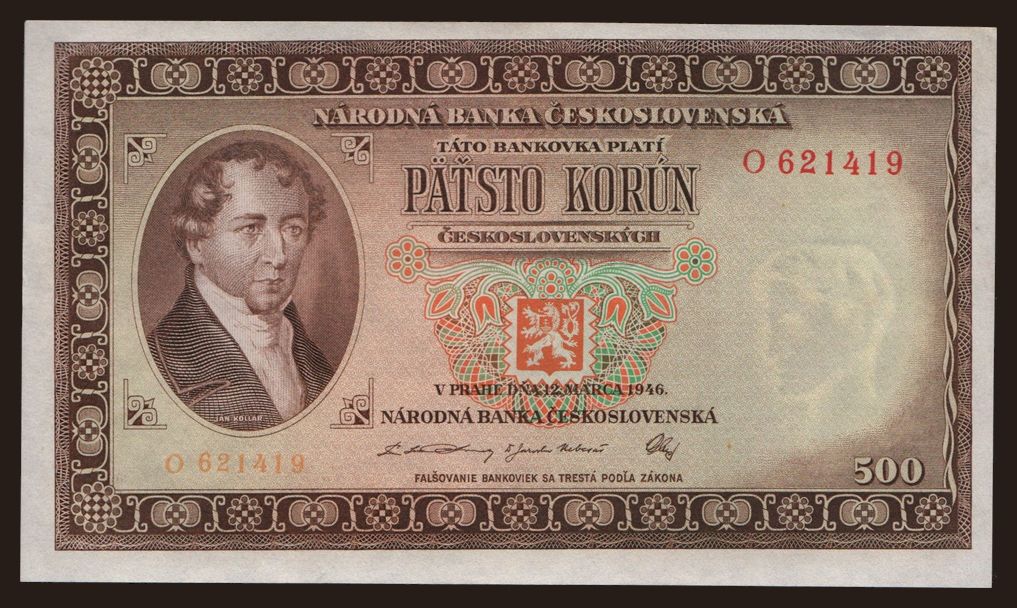 NÁRODNÁ BANKA ČESKOSLOVENSKÁ
TÁTO BANKOVKA PLATÍ
O 621419
PÄŤSTO KORÚN
ČESKOSLOVENSKÝCH
V PRAHE DŇA 12. MARCA 1946.
NÁRODNÁ BANKA ČESKOSLOVENSKÁ
JÁN KOLLÁR
O 621419
500
FALŠOVANIE BANKOVIEK SA TRESTÁ PODĽA ZÁKONA